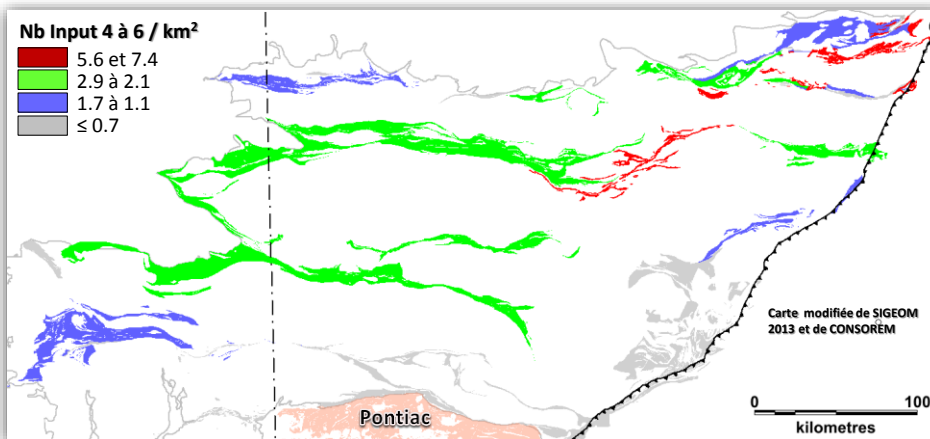 Nb Input 4 à 6 / km²
5.6 et 7.4
2.9 à 2.1
1.7 à 1.1
≤ 0.7
Carte modifiée de SIGEOM
2013 et de CONSOREM
Pontiac
0 100
kilometres